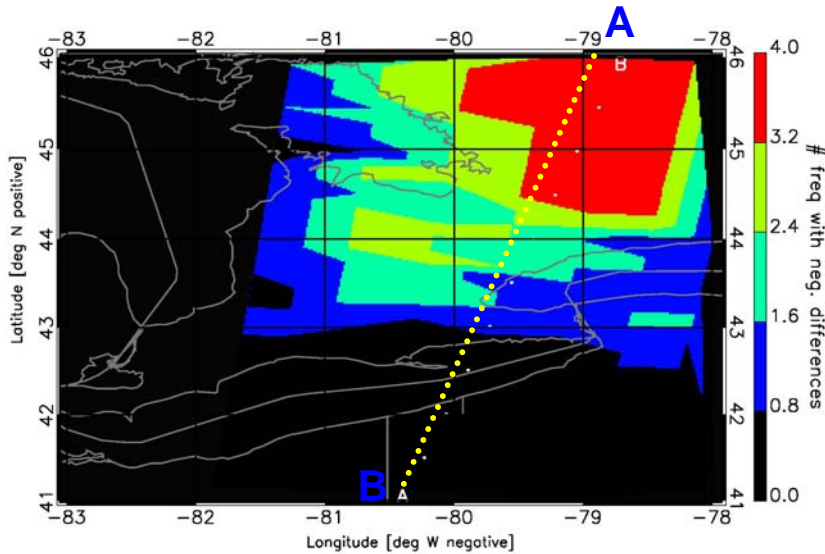 A
−83 −82 −81 −80 −79 −78
46 46 4.0
B
3.2
45 45
2.4
44 44
1.6
43 43
0.8
42 42
B A
41 41 0.0
−83 −82 −81 −80 −79 −78
Latitude [deg N positive]
# freq with neg. differences
Longitude [deg W negative]